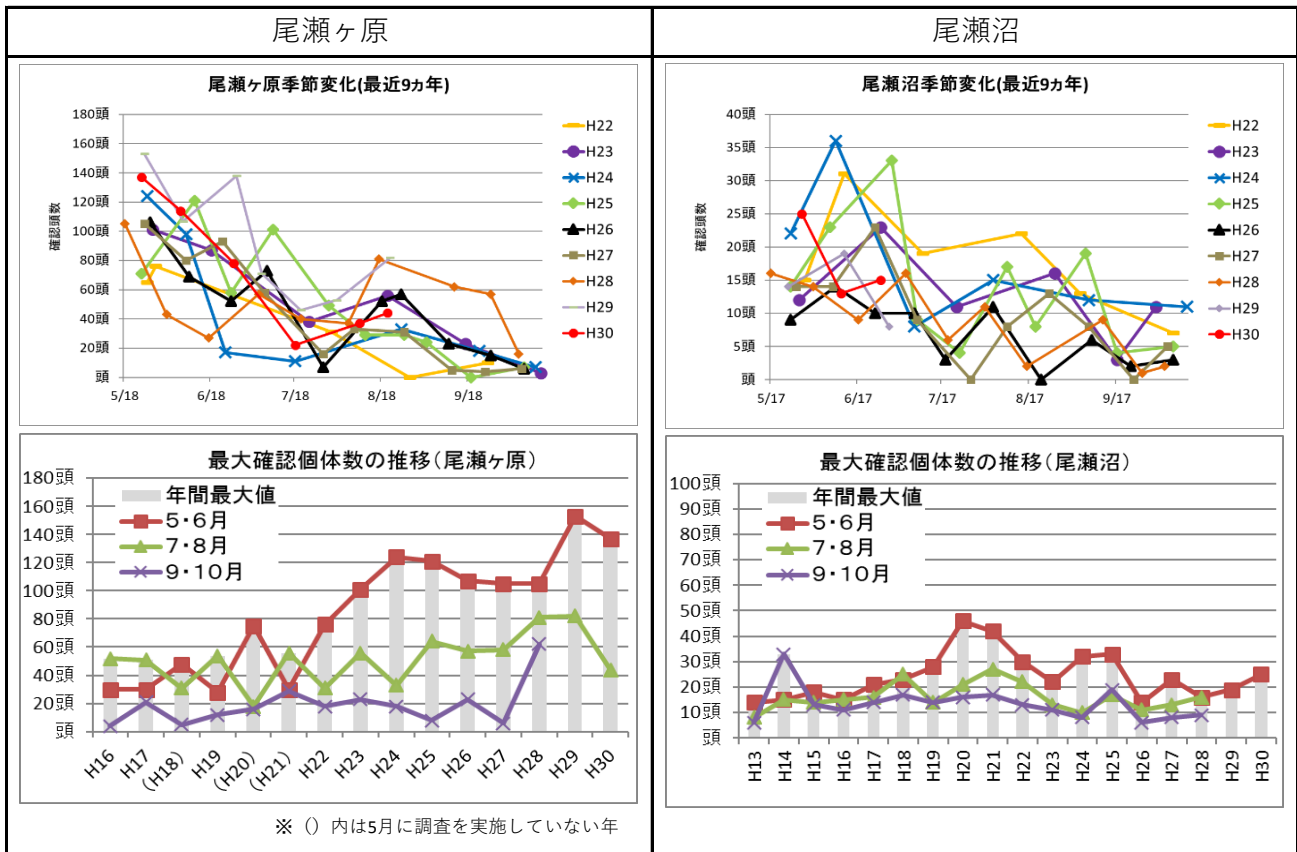 尾瀬ヶ原
尾瀬沼
尾瀬ヶ原季節変化(最近9ヵ年)
180頭
160頭
140頭
120頭
100頭
80頭
60頭
40頭
20頭
頭
確認頭数
5/18
6/18
7/18
8/18
9/18
H22
H23
H24
H25
H26
H27
H28
H29
H30
尾瀬沼季節変化(最近9ヵ年)
40頭
35頭
30頭
25頭
20頭
15頭
10頭
5頭
頭
確認頭数
5/17
6/17
7/17
8/17
9/17
H22
H23
H24
H25
H26
H27
H28
H29
H30
最大確認個体数の推移(尾瀬ヶ原)
180頭
160頭
140頭
120頭
100頭
80頭
60頭
40頭
20頭
頭
年間最大値
5・6月
7・8月
9・10月
H16
H17
(H18)
H19
(H20)
(H21)
H22
H23
H24
H25
H26
H27
H28
H29
H30
※()内は5月に調査を実施していない年
最大確認個体数の推移(尾瀬沼)
100頭
90頭
80頭
70頭
60頭
50頭
40頭
30頭
20頭
10頭
頭
年間最大値
5・6月
7・8月
9・10月
H13
H14
H15
H16
H17
H18
H19
H20
H21
H22
H23
H24
H25
H26
H27
H28
H29
H30